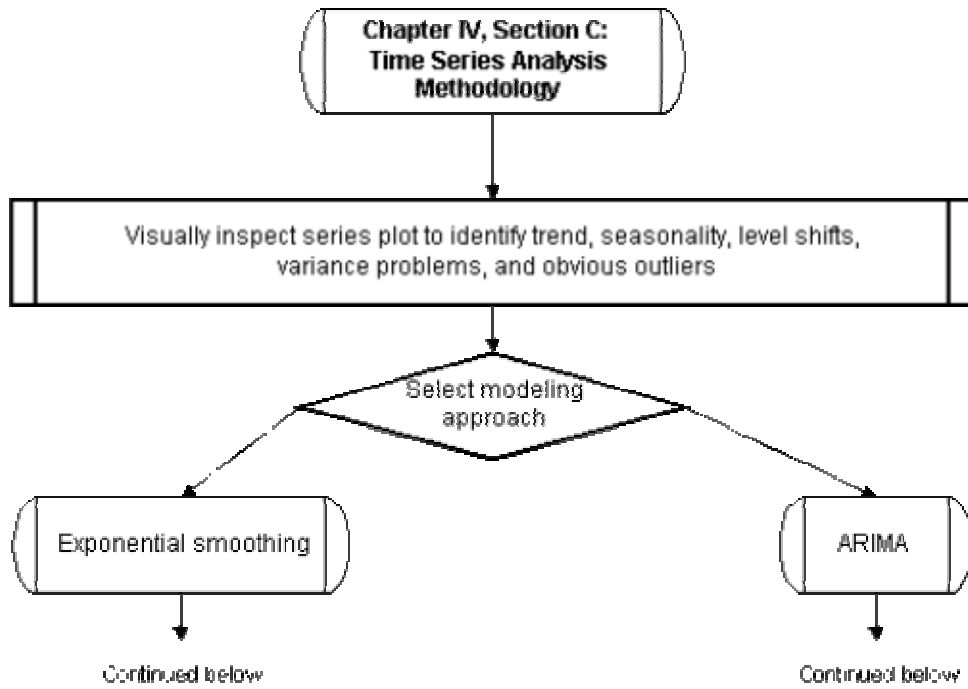 Chapter IV, Section C:
Time Series Analysis
Methodology
Visually inspect series plot to identify trend, seasonality, level shifts,
variance problems, and obvious outliers
Select modeling
approach
Exponential smoothing
ARIMA
Continued below
Continued below